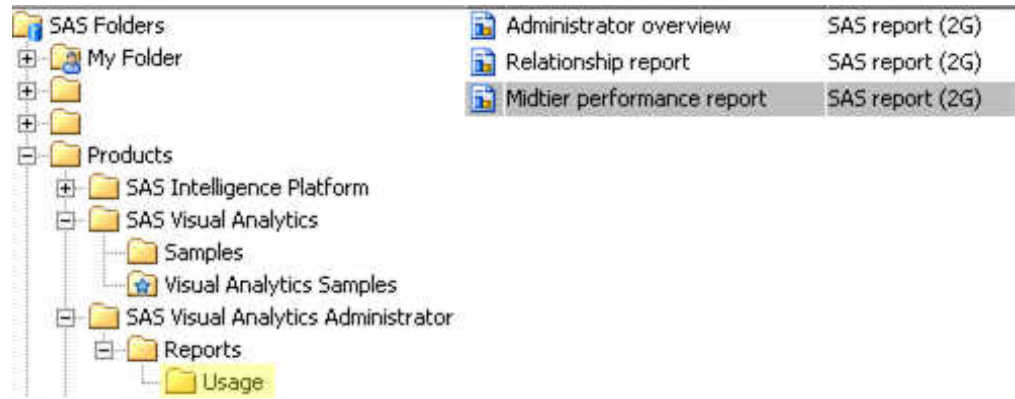 SAS Folders
My Folder
Products
SAS Intelligence Platform
SAS Visual Analytics
Samples
Visual Analytics Samples
SAS Visual Analytics Administrator
Reports
Usage
Administrator overview SAS report (2G)
Relationship report SAS report (2G)
Midtier performance report SAS report (2G)